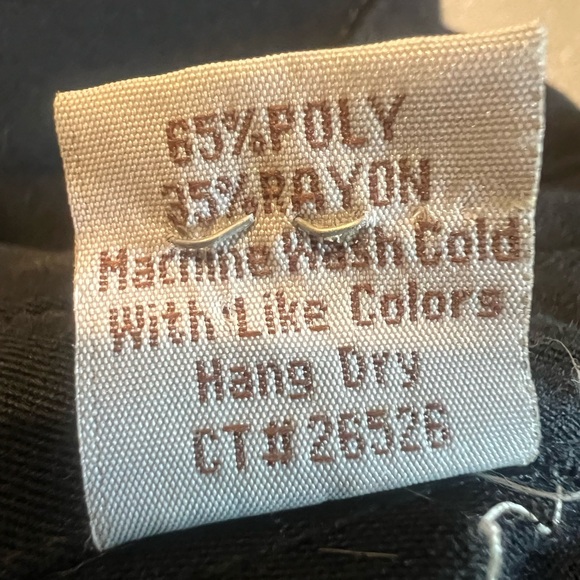 65%POLY
35%RAYON
Machine Wash Cold
With Like Colors
Hang Dry
CT#26526